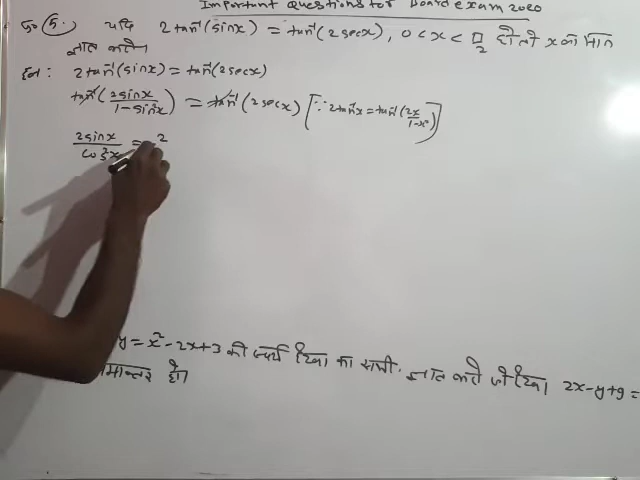 Important Questions for Board exam 2020
प्र० 5. यदि 2tan⁻¹(sinx) = tan⁻¹(2secx), 0<x<π/2 हो तो x का मान
ज्ञात करो।
हल: 2tan⁻¹(sinx) = tan⁻¹(2secx)
tan⁻¹(2sinx/1-sin²x) = tan⁻¹(2secx) [∵ 2tan⁻¹x = tan⁻¹(2x/1-x²)]
2sinx/cos²x = 2
y = x²-2x+3 की स्पर्श रेखा का समी. ज्ञात करो जो रेखा 2x-y+9=
मान्तर हो